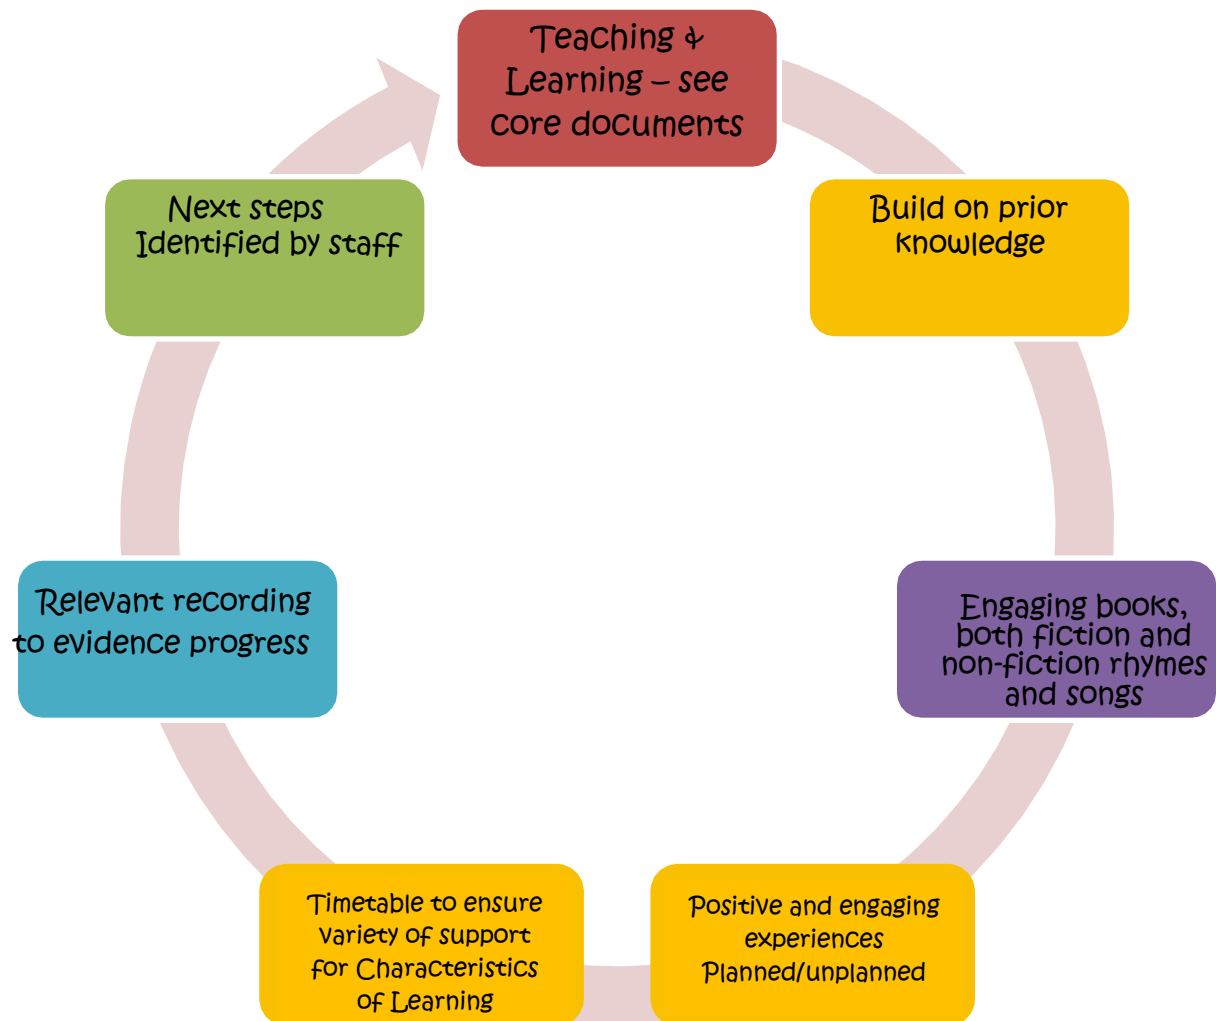 Teaching &
Learning – see
core documents
Build on prior
knowledge
Engaging books,
both fiction and
non-fiction rhymes
and songs
Positive and engaging
experiences
Planned/unplanned
Timetable to ensure
variety of support
for Characteristics
of Learning
Relevant recording
to evidence progress
Next steps
Identified by staff